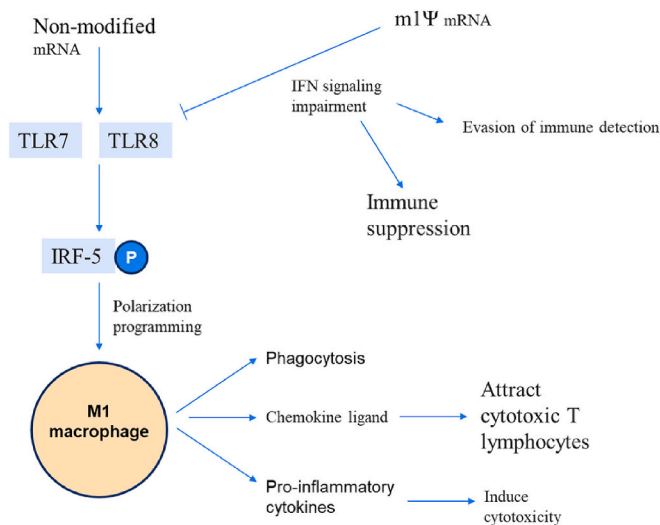 Non-modified
mRNA
m1Ψ mRNA
IFN signaling
impairment
TLR7
TLR8
Evasion of immune detection
Immune
suppression
IRF-5
P
Polarization
programming
Phagocytosis
M1
macrophage
Chemokine ligand
Attract
cytotoxic T
lymphocytes
Pro-inflammatory
cytokines
Induce
cytotoxicity